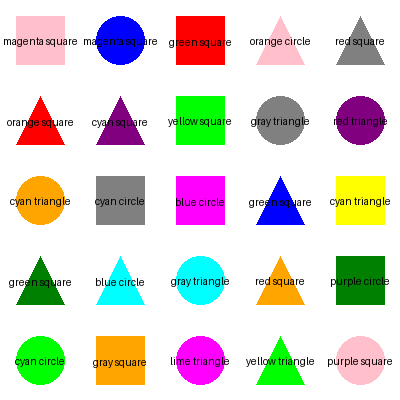 magenta square magenta square green square orange circle red square
orange square cyan square yellow square gray triangle red triangle
cyan triangle cyan circle blue circle green square cyan triangle
green square blue circle gray triangle red square purple circle
cyan circle gray square lime triangle yellow triangle purple square